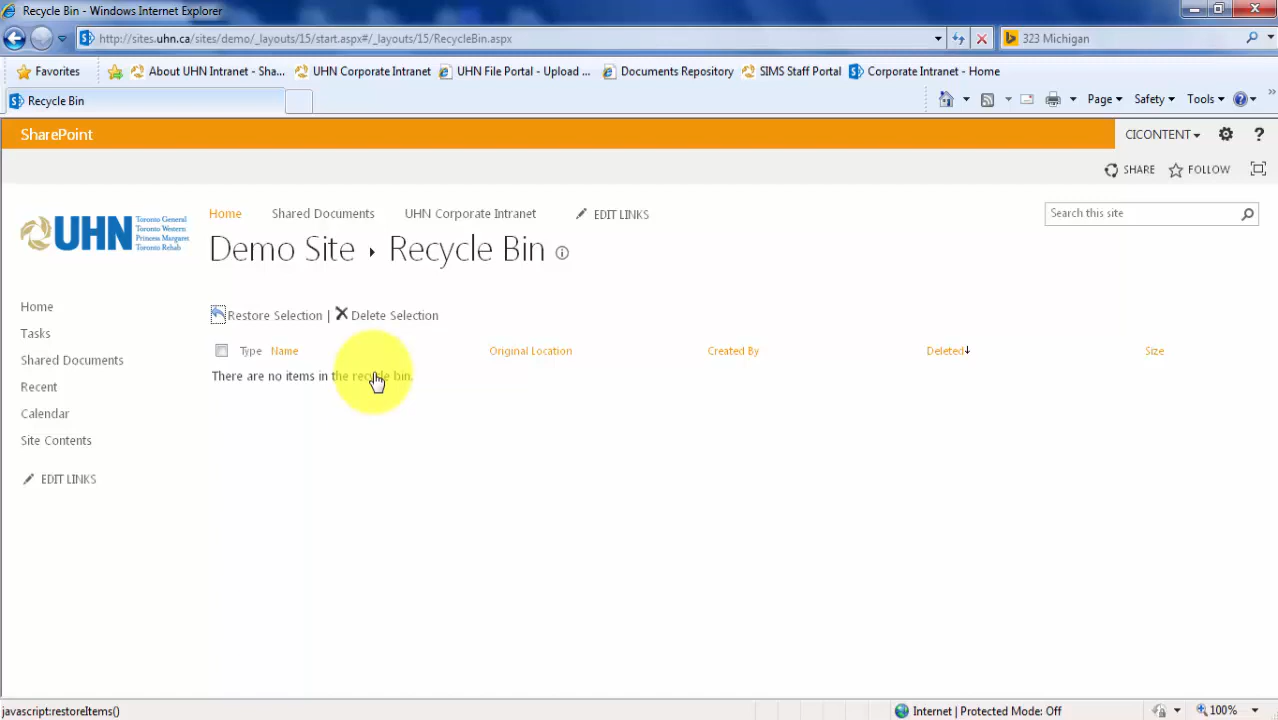 Recycle Bin - Windows Internet Explorer
http://sites.uhn.ca/sites/demo/_layouts/15/start.aspx#/_layouts/15/RecycleBin.aspx
323 Michigan
Favorites
About UHN Intranet - Sha...
UHN Corporate Intranet
UHN File Portal - Upload ...
Documents Repository
SIMS Staff Portal
Corporate Intranet - Home
Recycle Bin
Page
Safety
Tools
SharePoint
CICONTENT
SHARE
FOLLOW
UHN
Toronto General
Toronto Western
Princess Margaret
Toronto Rehab
Home
Shared Documents
UHN Corporate Intranet
EDIT LINKS
Search this site
Demo Site ▸ Recycle Bin
Home
Tasks
Shared Documents
Recent
Calendar
Site Contents
EDIT LINKS
Restore Selection | Delete Selection
Type Name Original Location Created By Deleted Size
There are no items in the recycle bin.
javascript:restoreItems()
Internet | Protected Mode: Off
100%